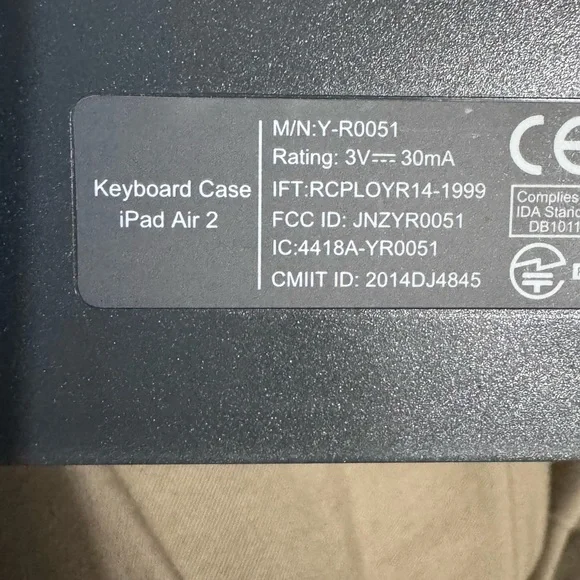 Keyboard Case
iPad Air 2
M/N:Y-R0051
Rating: 3V⎓30mA
IFT:RCPLOYR14-1999
FCC ID: JNZYR0051
IC:4418A-YR0051
CMIIT ID: 2014DJ4845
CE
Complies
IDA Stand
DB1011